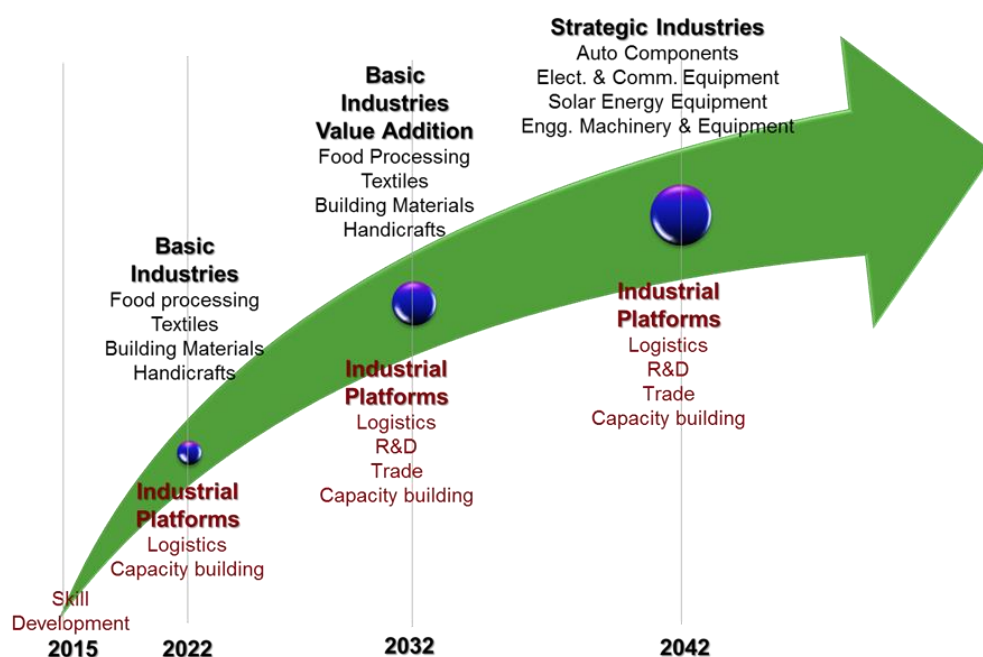 Strategic Industries
Auto Components
Elect. & Comm. Equipment
Solar Energy Equipment
Engg. Machinery & Equipment
Basic
Industries
Value Addition
Food Processing
Textiles
Building Materials
Handicrafts
Basic
Industries
Food processing
Textiles
Building Materials
Handicrafts
Industrial
Platforms
Logistics
R&D
Trade
Capacity building
Industrial
Platforms
Logistics
R&D
Trade
Capacity building
Industrial
Platforms
Logistics
Capacity building
Skill
Development
2015
2022
2032
2042